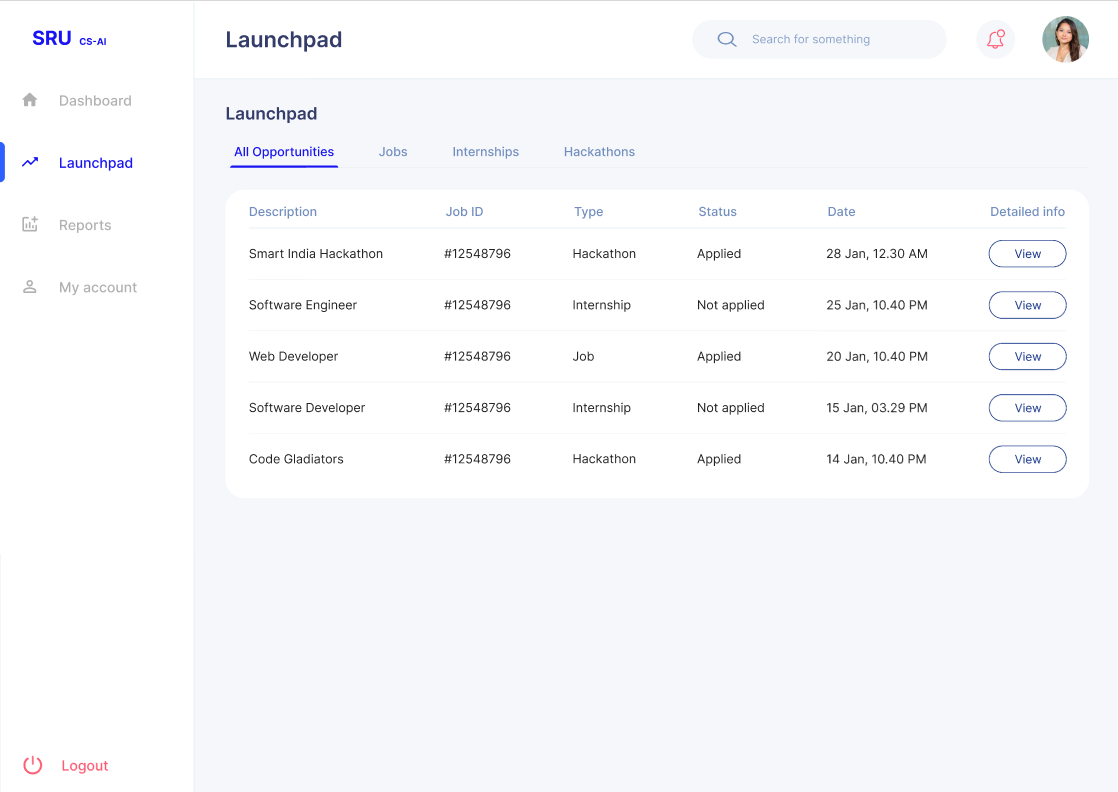 SRU CS-AI
Launchpad
Search for something
Dashboard
Launchpad
Reports
My account
Logout
Launchpad
All Opportunities Jobs Internships Hackathons
Description Job ID Type Status Date Detailed info
Smart India Hackathon #12548796 Hackathon Applied 28 Jan, 12.30 AM View
Software Engineer #12548796 Internship Not applied 25 Jan, 10.40 PM View
Web Developer #12548796 Job Applied 20 Jan, 10.40 PM View
Software Developer #12548796 Internship Not applied 15 Jan, 03.29 PM View
Code Gladiators #12548796 Hackathon Applied 14 Jan, 10.40 PM View